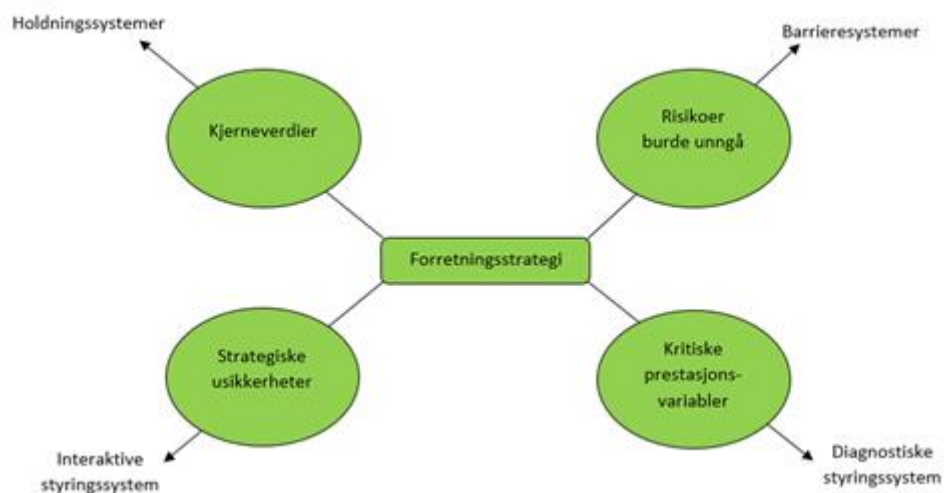 Holdningssystemer
Barrieresystemer
Kjerneverdier
Risikoer
burde unngå
Forretningsstrategi
Strategiske
usikkerheter
Kritiske
prestasjons-
variabler
Interaktive
styringssystem
Diagnostiske
styringssystem